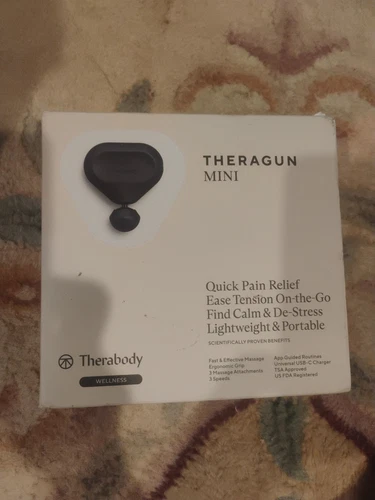 THERAGUN
MINI
Quick Pain Relief
Ease Tension On-the-Go
Find Calm & De-Stress
Lightweight & Portable
SCIENTIFICALLY PROVEN BENEFITS
Therabody
WELLNESS
Fast & Effective Massage
Ergonomic Grip
3 Massage Attachments
3 Speeds
App Guided Routines
Universal USB-C Charger
TSA Approved
US FDA Registered